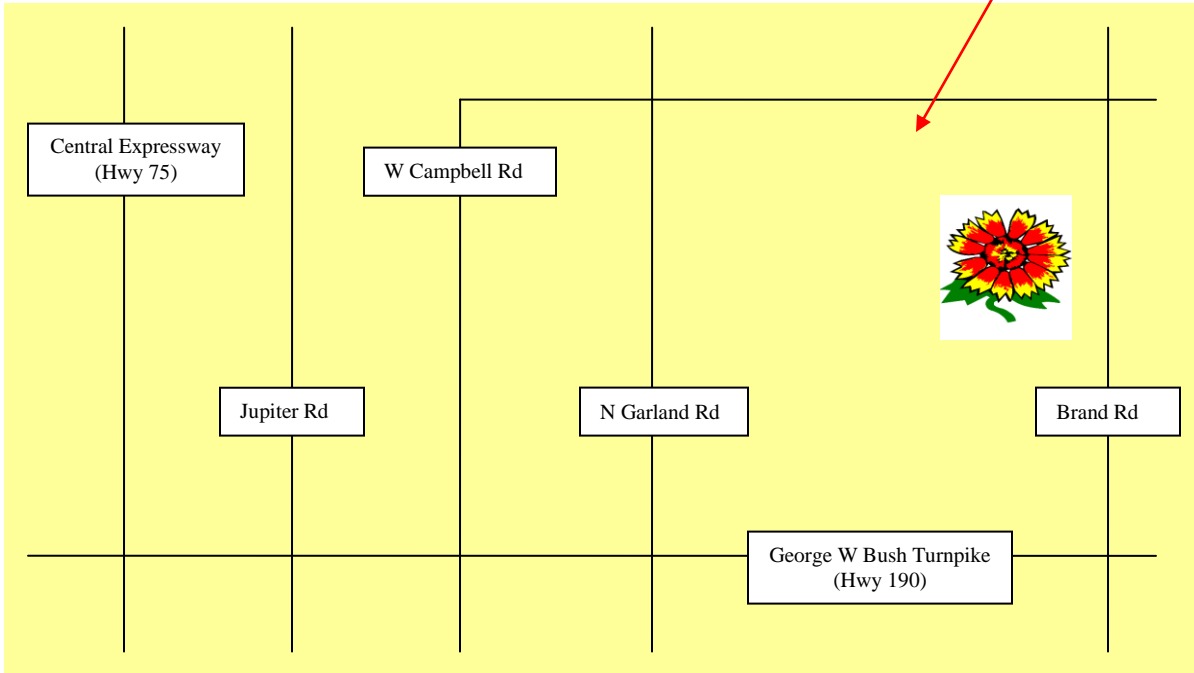 Central Expressway
(Hwy 75)
W Campbell Rd
Jupiter Rd
N Garland Rd
Brand Rd
George W Bush Turnpike
(Hwy 190)